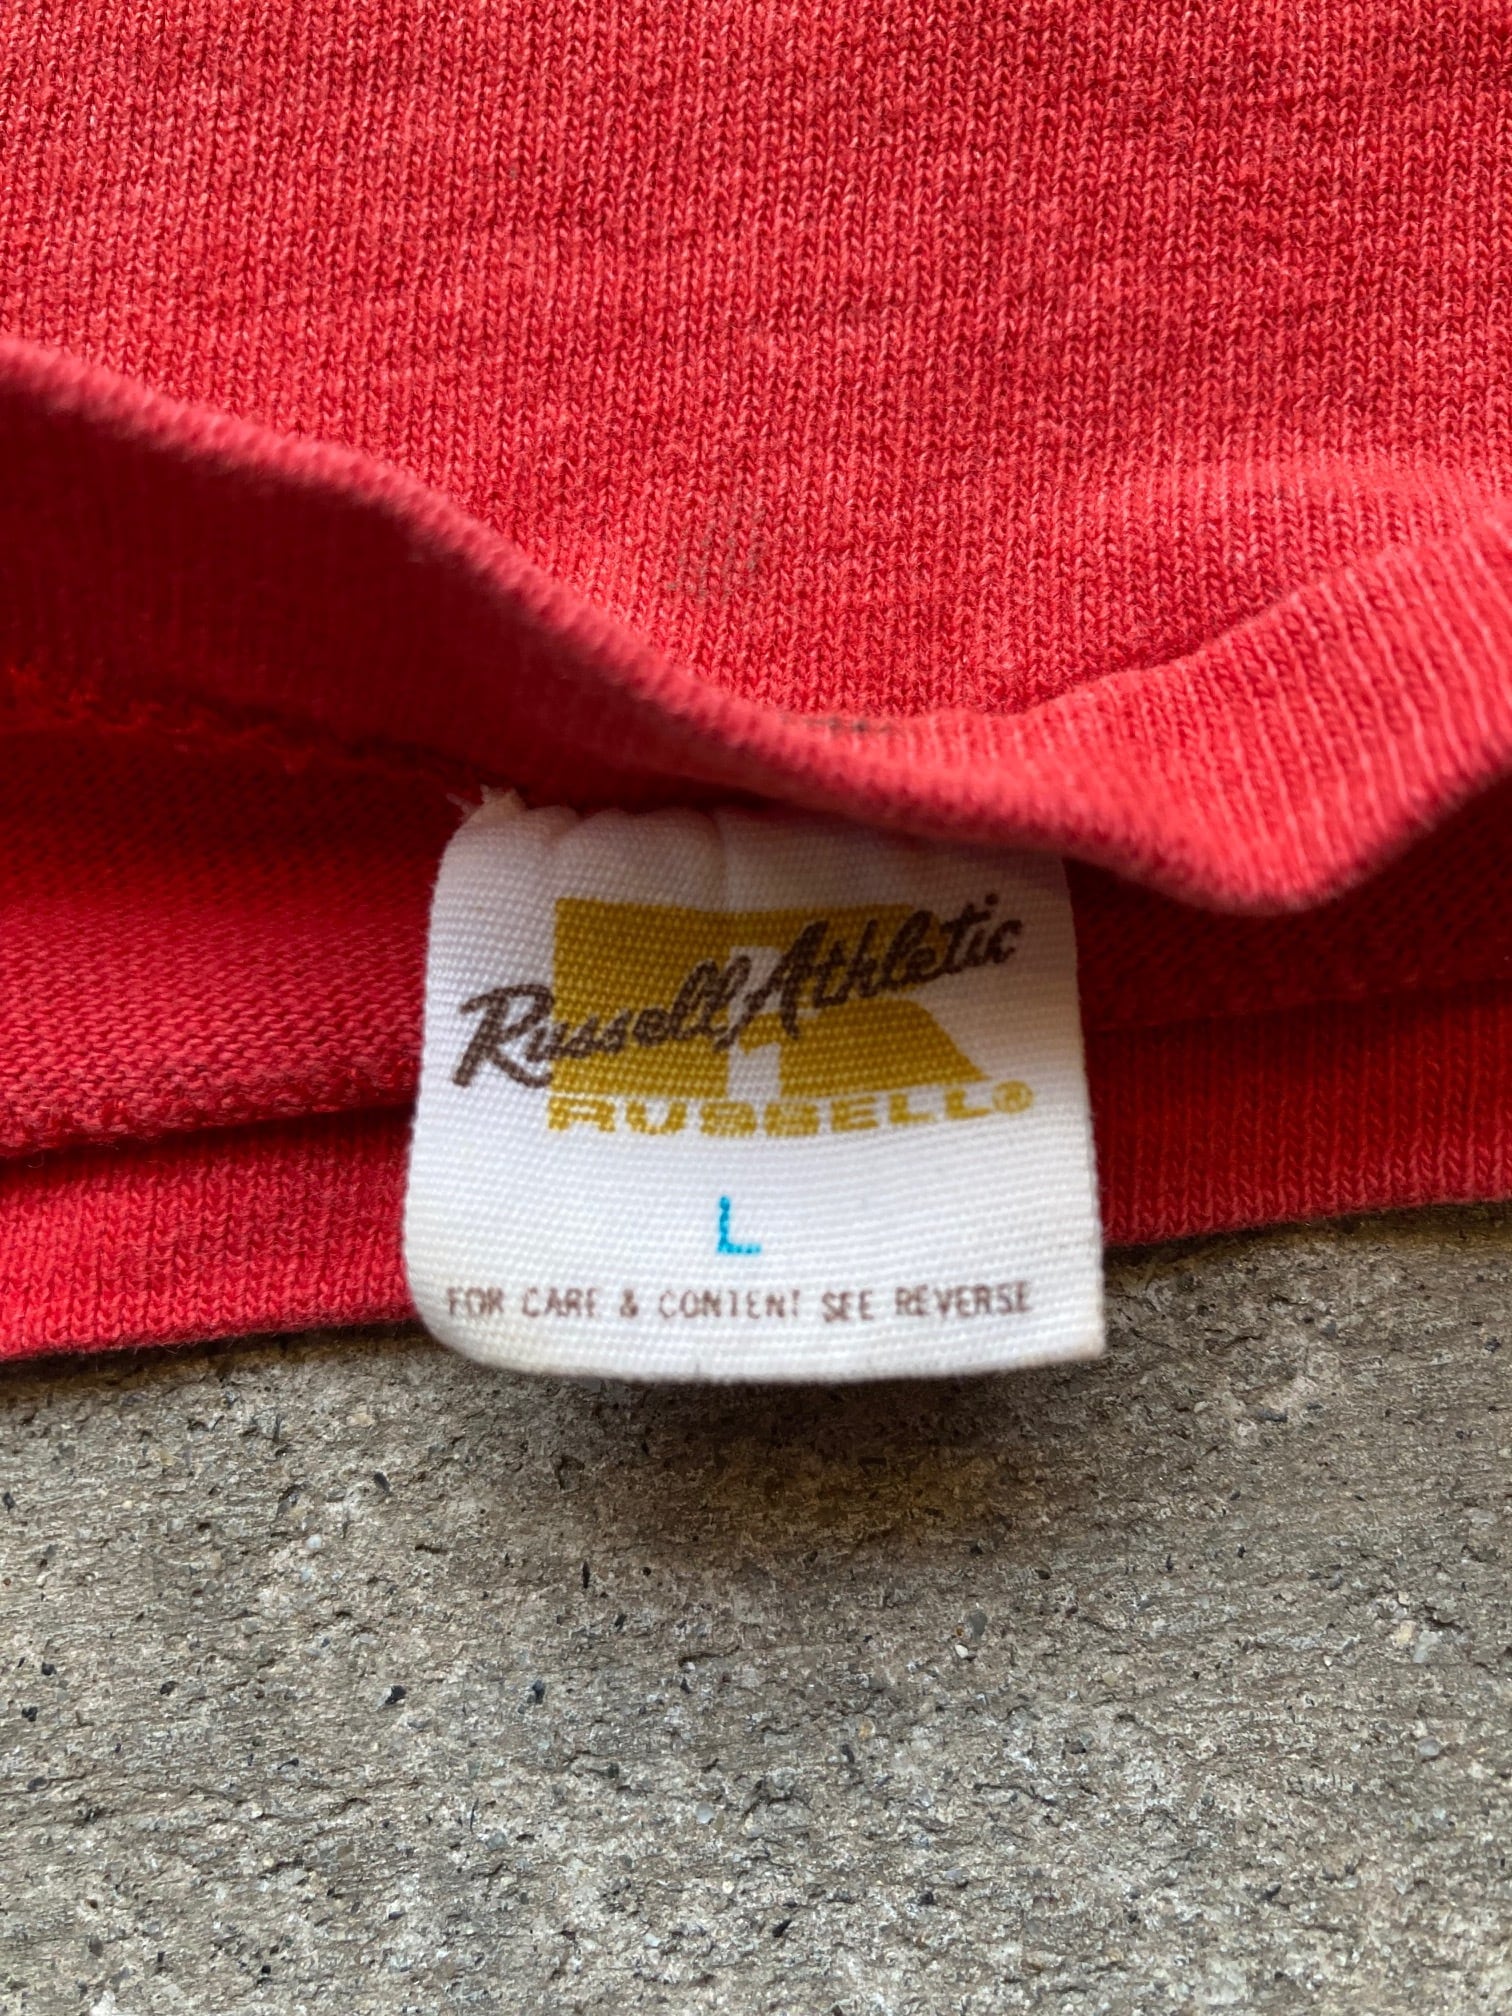 Russell Athletic
R
RUSSELL®
L
FOR CARE & CONTENT SEE REVERSE